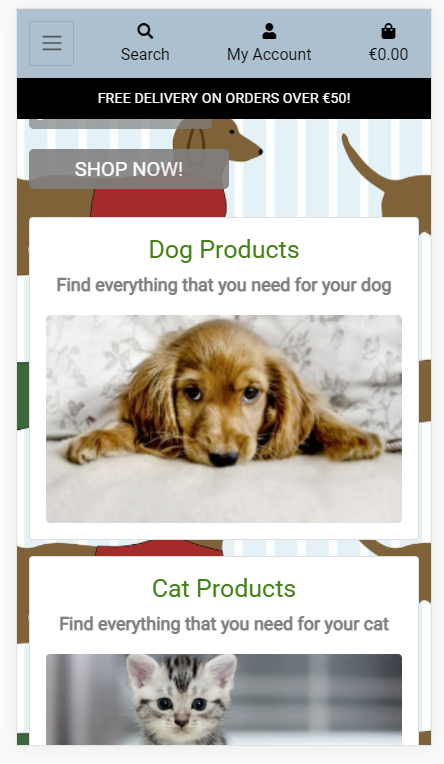 Search
My Account
€0.00
FREE DELIVERY ON ORDERS OVER €50!
SHOP NOW!
Dog Products
Find everything that you need for your dog
Cat Products
Find everything that you need for your cat